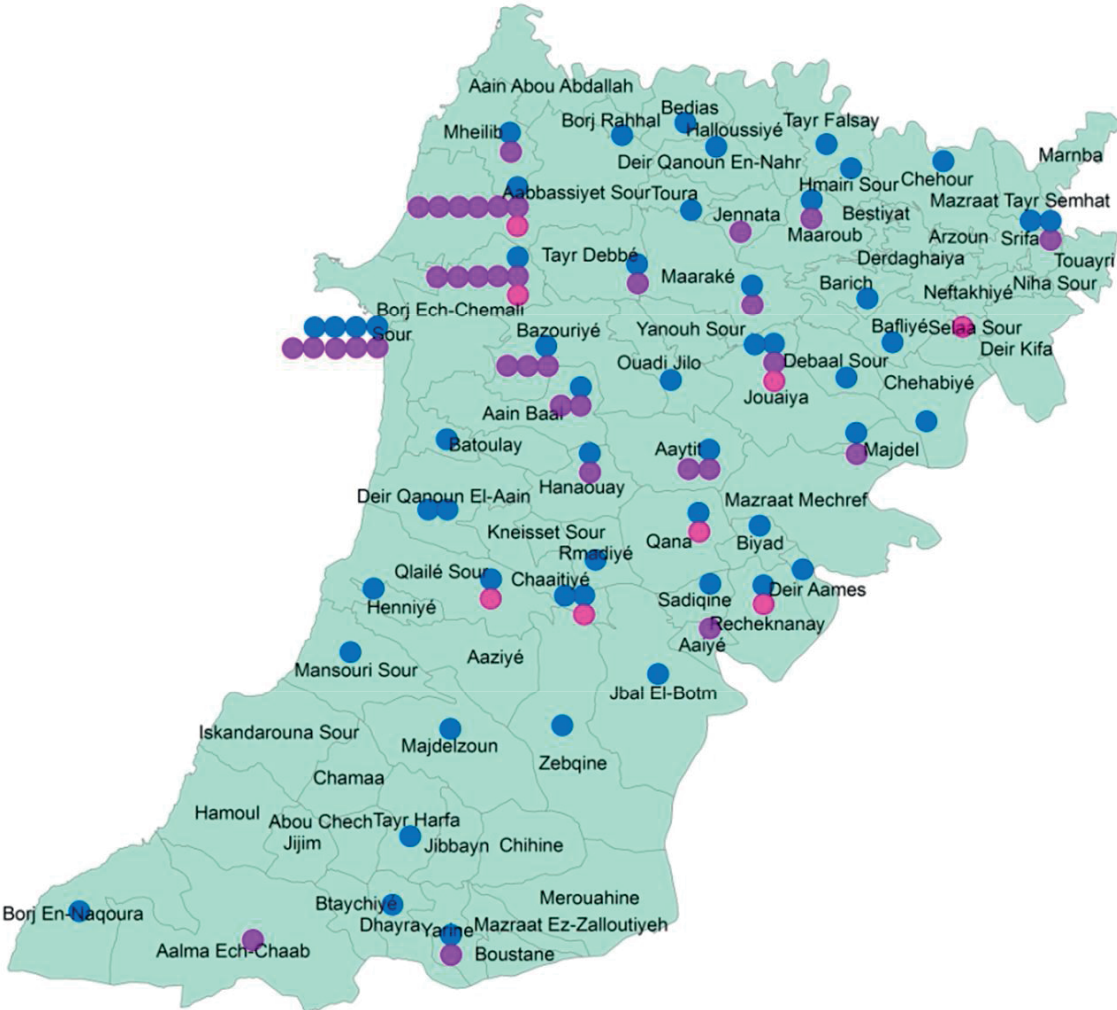 Aain Abou Abdallah
Bedias
Borj Rahhal
Tayr Falsay
Mheilib
Halloussiyé
Marnba
Deir Qanoun En-Nahr
Chehour
Hmairi Sour
Aabbassiyet Sour
Toura
Mazraat Tayr Semhat
Jennata
Bestiyat
Maaroub
Arzoun
Srifa
Tayr Debbé
Derdaghaiya
Touayri
Maaraké
Barich
Niha Sour
Neftakhiyé
Borj Ech-Chemali
Sour
Bazouriyé
Yanouh Sour
Bafliyé
Selaa Sour
Deir Kifa
Ouadi Jilo
Debaal Sour
Chehabiyé
Jouaiya
Aain Baal
Batoulay
Aaytit
Majdel
Hanaouay
Deir Qanoun El-Aain
Mazraat Mechref
Kneisset Sour
Qana
Biyad
Rmadiyé
Qlailé Sour
Chaaitiyé
Deir Aames
Henniyé
Sadiqine
Recheknanay
Aaiyé
Aaziyé
Mansouri Sour
Jbal El-Botm
Iskandarouna Sour
Majdelzoun
Zebqine
Chamaa
Hamoul
Abou Chech
Tayr Harfa
Jijim
Jibbayn
Chihine
Merouahine
Btaychiyé
Borj En-Naqoura
Dhayra
Yarine
Mazraat Ez-Zalloutiyeh
Aalma Ech-Chaab
Boustane